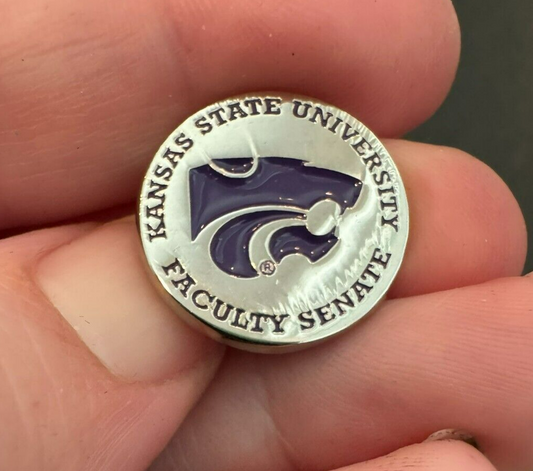 KANSAS STATE UNIVERSITY
®
FACULTY SENATE